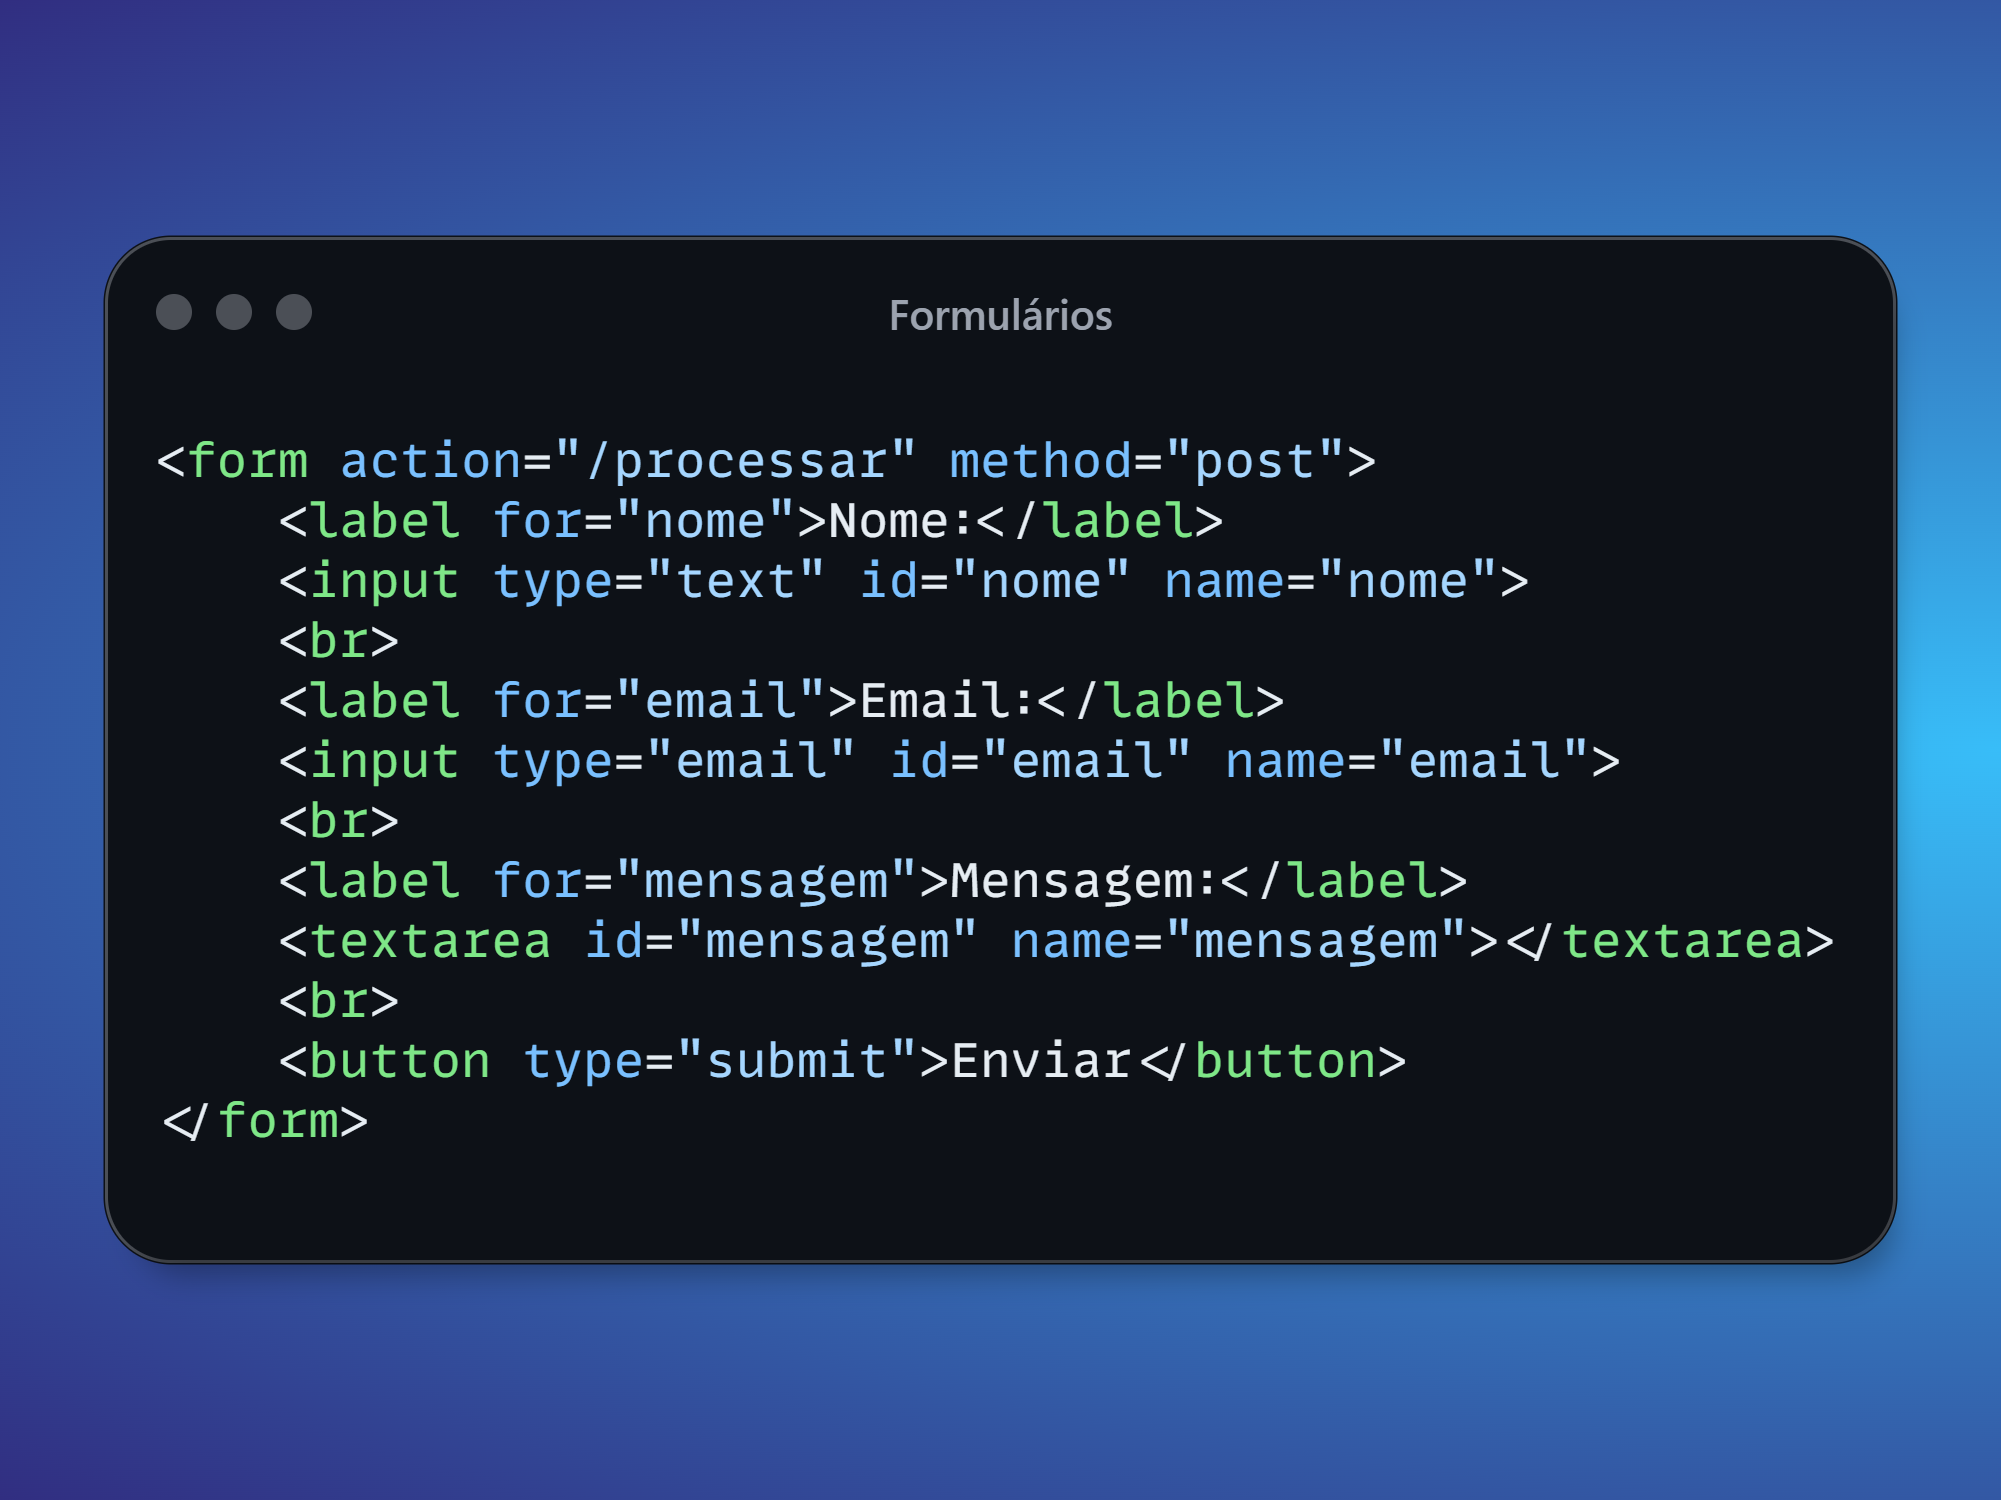 Formulários
<form action="/processar" method="post">
    <label for="nome">Nome:</label>
    <input type="text" id="nome" name="nome">
    <br>
    <label for="email">Email:</label>
    <input type="email" id="email" name="email">
    <br>
    <label for="mensagem">Mensagem:</label>
    <textarea id="mensagem" name="mensagem"></textarea>
    <br>
    <button type="submit">Enviar</button>
</form>